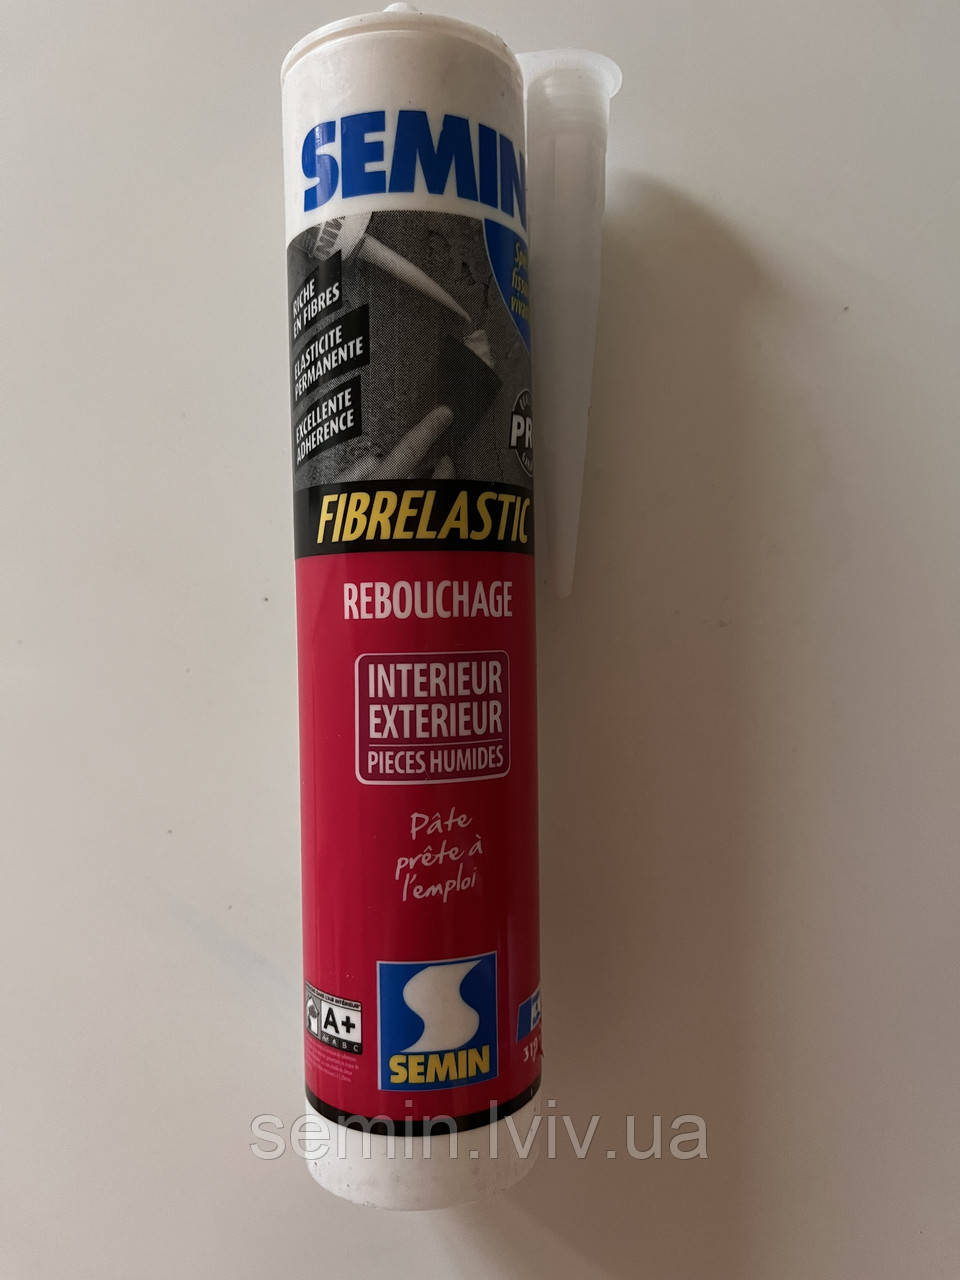 SEMIN
RICHE
EN FIBRES
ELASTICITE
PERMANENTE
EXCELLENTE
ADHERENCE
FIBRELASTIC
REBOUCHAGE
INTERIEUR
EXTERIEUR
PIECES HUMIDES
Pâte
prête à
l'emploi
A+
A+ A B C
SEMIN
semin.lviv.ua